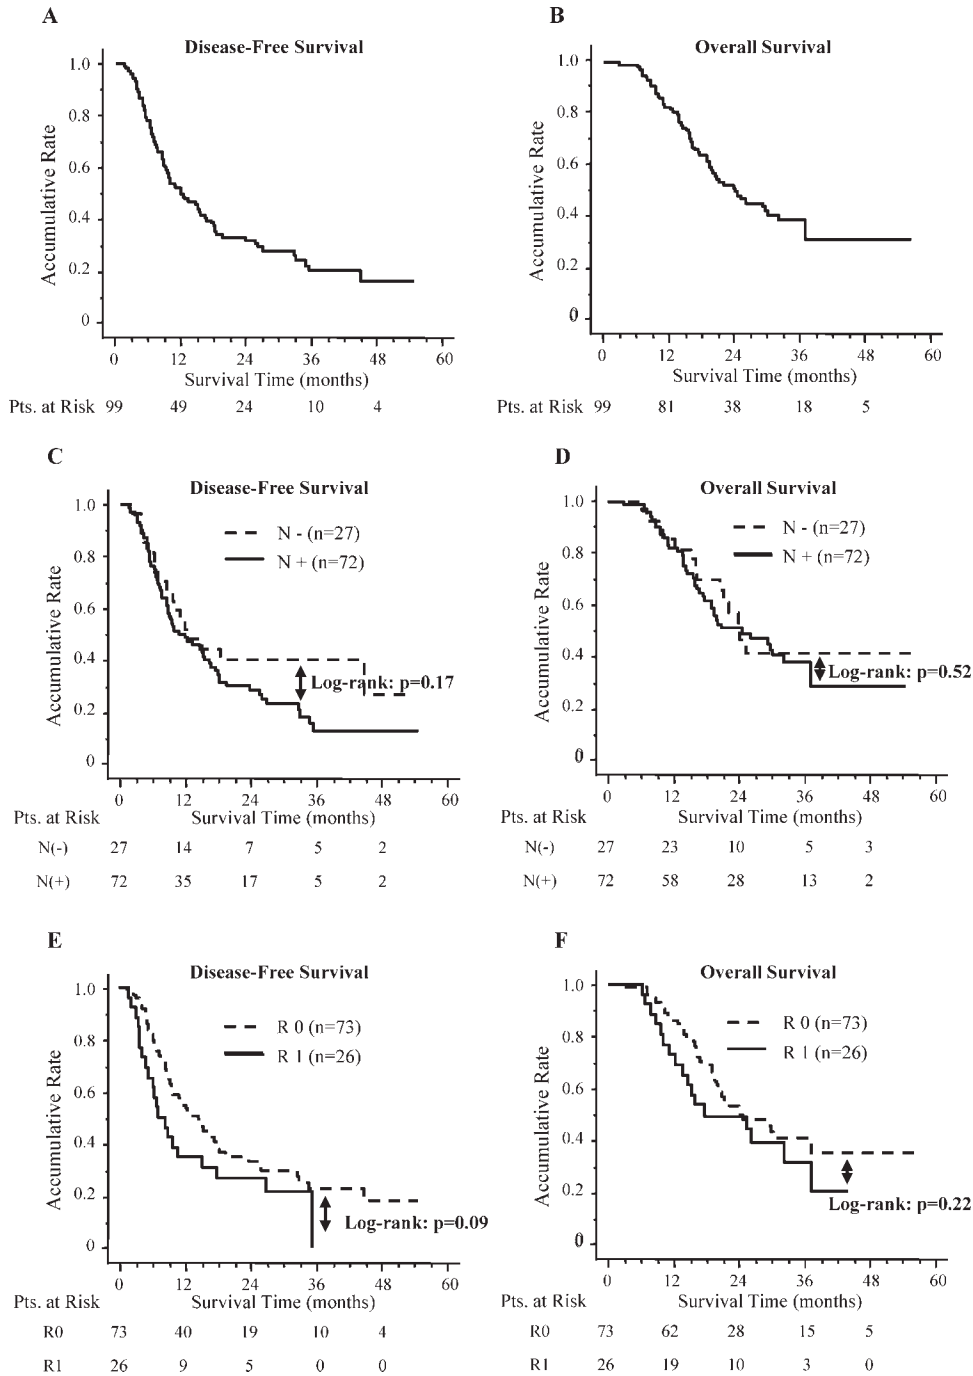 A
Disease-Free Survival
Accumulative Rate
1.0
0.8
0.6
0.4
0.2
0
0 12 24 36 48 60
Survival Time (months)
Pts. at Risk 99 49 24 10 4
B
Overall Survival
Accumulative Rate
1.0
0.8
0.6
0.4
0.2
0
0 12 24 36 48 60
Survival Time (months)
Pts. at Risk 99 81 38 18 5
C
Disease-Free Survival
Accumulative Rate
1.0
0.8
0.6
0.4
0.2
0
N - (n=27)
N + (n=72)
Log-rank: p=0.17
0 12 24 36 48 60
Survival Time (months)
Pts. at Risk
N(-) 27 14 7 5 2
N(+) 72 35 17 5 2
D
Overall Survival
Accumulative Rate
1.0
0.8
0.6
0.4
0.2
0
N - (n=27)
N + (n=72)
Log-rank: p=0.52
0 12 24 36 48 60
Survival Time (months)
Pts. at Risk
N(-) 27 23 10 5 3
N(+) 72 58 28 13 2
E
Disease-Free Survival
Accumulative Rate
1.0
0.8
0.6
0.4
0.2
0
R 0 (n=73)
R 1 (n=26)
Log-rank: p=0.09
0 12 24 36 48 60
Survival Time (months)
Pts. at Risk
R0 73 40 19 10 4
R1 26 9 5 0 0
F
Overall Survival
Accumulative Rate
1.0
0.8
0.6
0.4
0.2
0
R 0 (n=73)
R 1 (n=26)
Log-rank: p=0.22
0 12 24 36 48 60
Survival Time (months)
Pts. at Risk
R0 73 62 28 15 5
R1 26 19 10 3 0